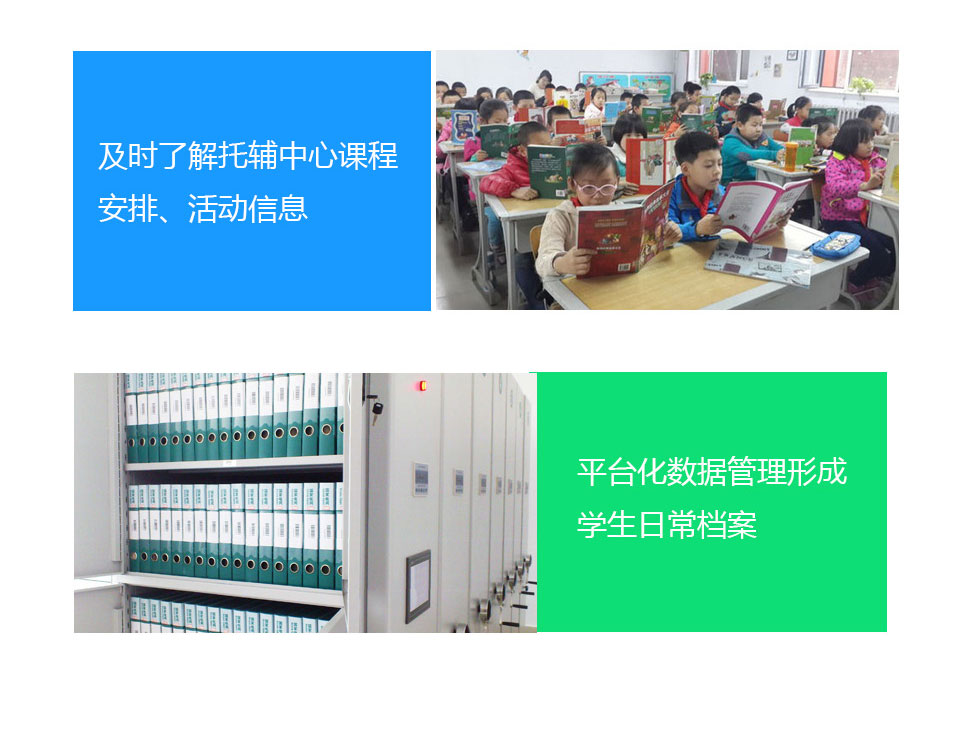 及时了解托辅中心课程
安排、活动信息
平台化数据管理形成
学生日常档案